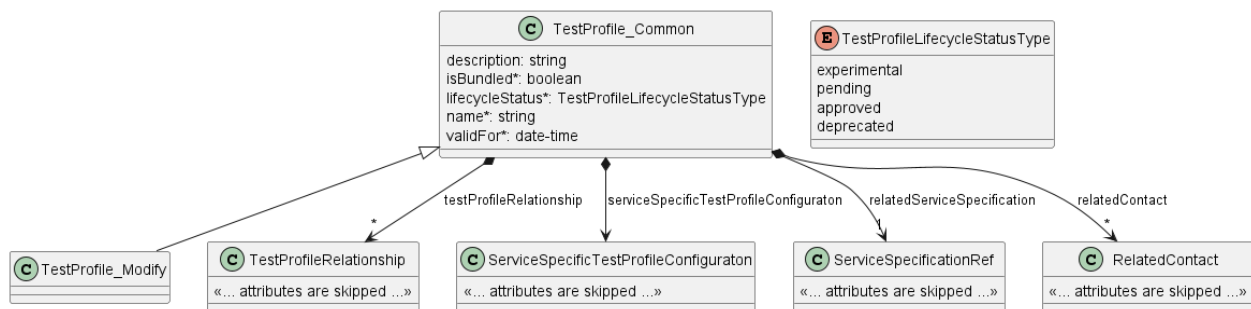 C TestProfile_Common
description: string
isBundled*: boolean
lifecycleStatus*: TestProfileLifecycleStatusType
name*: string
validFor*: date-time
E TestProfileLifecycleStatusType
experimental
pending
approved
deprecated
testProfileRelationship
serviceSpecificTestProfileConfiguraton
relatedServiceSpecification
relatedContact
*
1
*
C TestProfile_Modify
C TestProfileRelationship
«... attributes are skipped ...»
C ServiceSpecificTestProfileConfiguraton
«... attributes are skipped ...»
C ServiceSpecificationRef
«... attributes are skipped ...»
C RelatedContact
«... attributes are skipped ...»